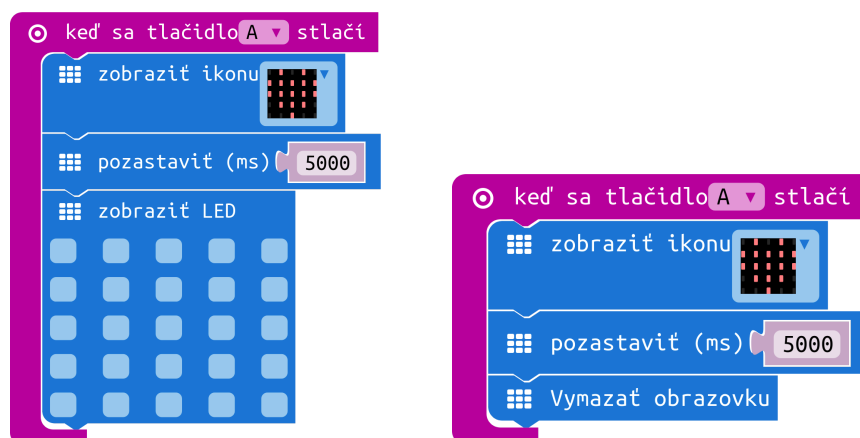 keď sa tlačidlo A stlačí
zobraziť ikonu
pozastaviť (ms) 5000
zobraziť LED
keď sa tlačidlo A stlačí
zobraziť ikonu
pozastaviť (ms) 5000
Vymazať obrazovku